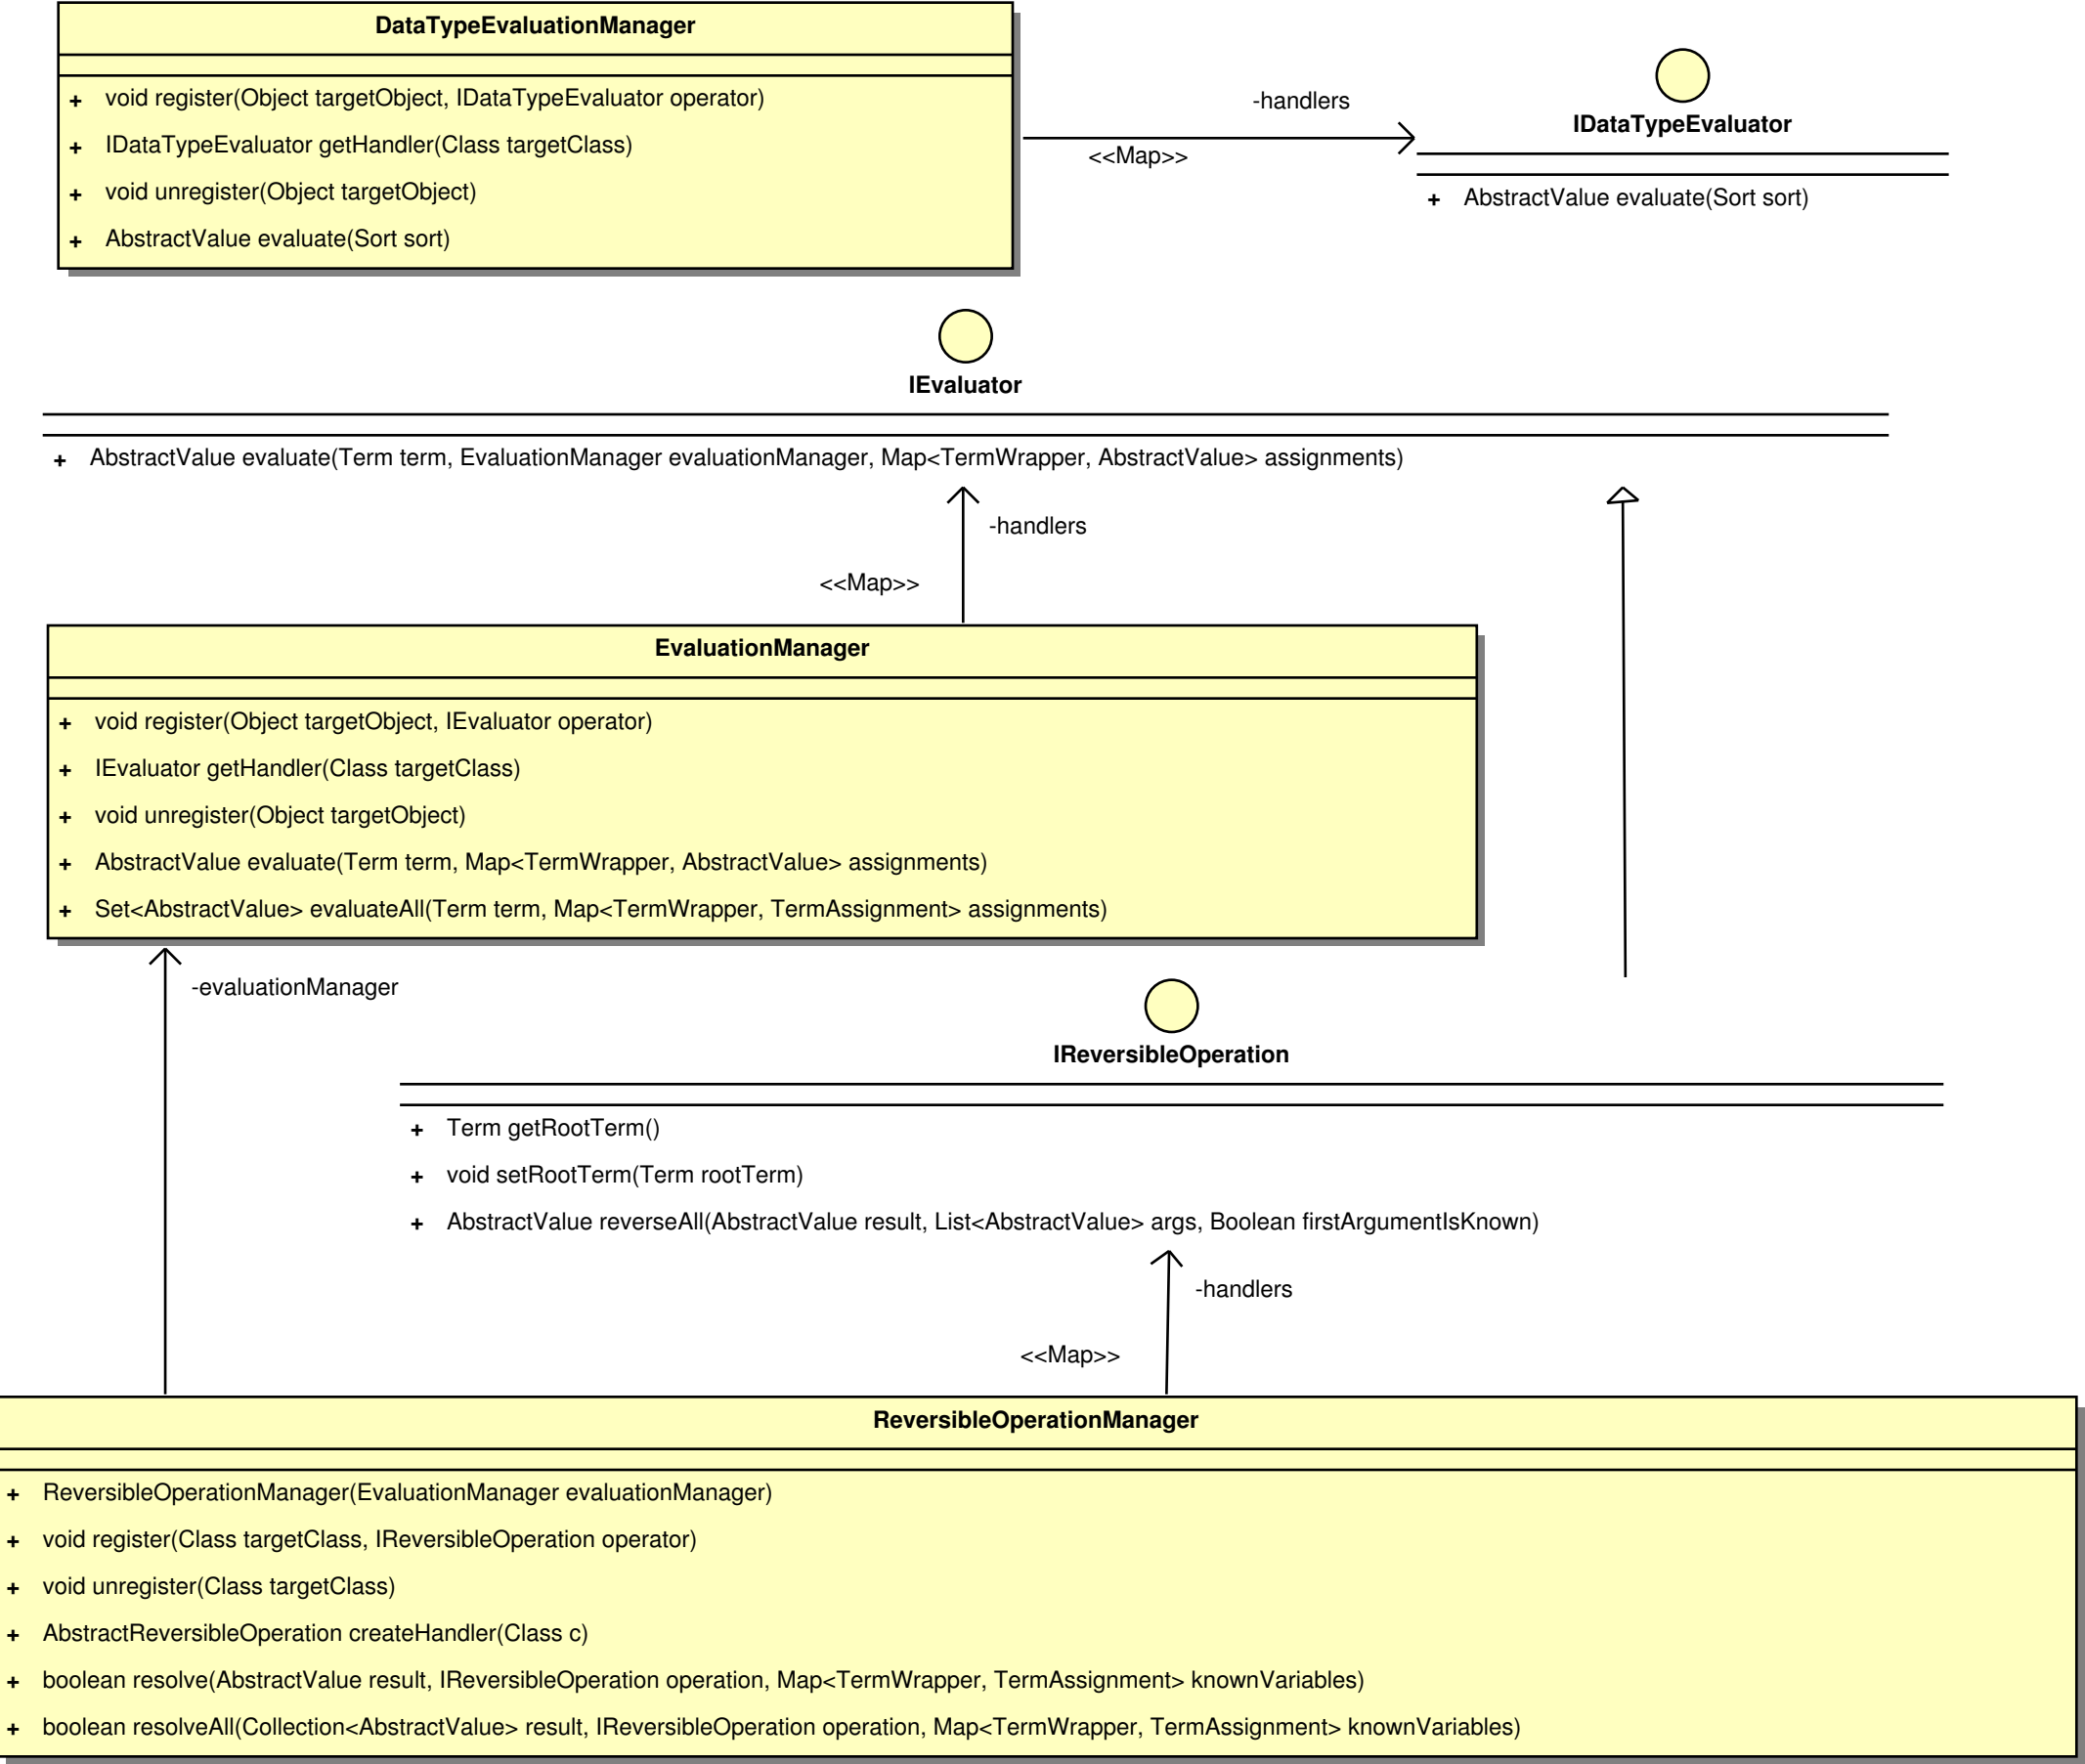 DataTypeEvaluationManager
+ void register(Object targetObject, IDataTypeEvaluator operator)
+ IDataTypeEvaluator getHandler(Class targetClass)
+ void unregister(Object targetObject)
+ AbstractValue evaluate(Sort sort)
-handlers
<<Map>>
IDataTypeEvaluator
+ AbstractValue evaluate(Sort sort)
IEvaluator
+ AbstractValue evaluate(Term term, EvaluationManager evaluationManager, Map<TermWrapper, AbstractValue> assignments)
-handlers
<<Map>>
EvaluationManager
+ void register(Object targetObject, IEvaluator operator)
+ IEvaluator getHandler(Class targetClass)
+ void unregister(Object targetObject)
+ AbstractValue evaluate(Term term, Map<TermWrapper, AbstractValue> assignments)
+ Set<AbstractValue> evaluateAll(Term term, Map<TermWrapper, TermAssignment> assignments)
-evaluationManager
IReversibleOperation
+ Term getRootTerm()
+ void setRootTerm(Term rootTerm)
+ AbstractValue reverseAll(AbstractValue result, List<AbstractValue> args, Boolean firstArgumentIsKnown)
-handlers
<<Map>>
ReversibleOperationManager
+ ReversibleOperationManager(EvaluationManager evaluationManager)
+ void register(Class targetClass, IReversibleOperation operator)
+ void unregister(Class targetClass)
+ AbstractReversibleOperation createHandler(Class c)
+ boolean resolve(AbstractValue result, IReversibleOperation operation, Map<TermWrapper, TermAssignment> knownVariables)
+ boolean resolveAll(Collection<AbstractValue> result, IReversibleOperation operation, Map<TermWrapper, TermAssignment> knownVariables)